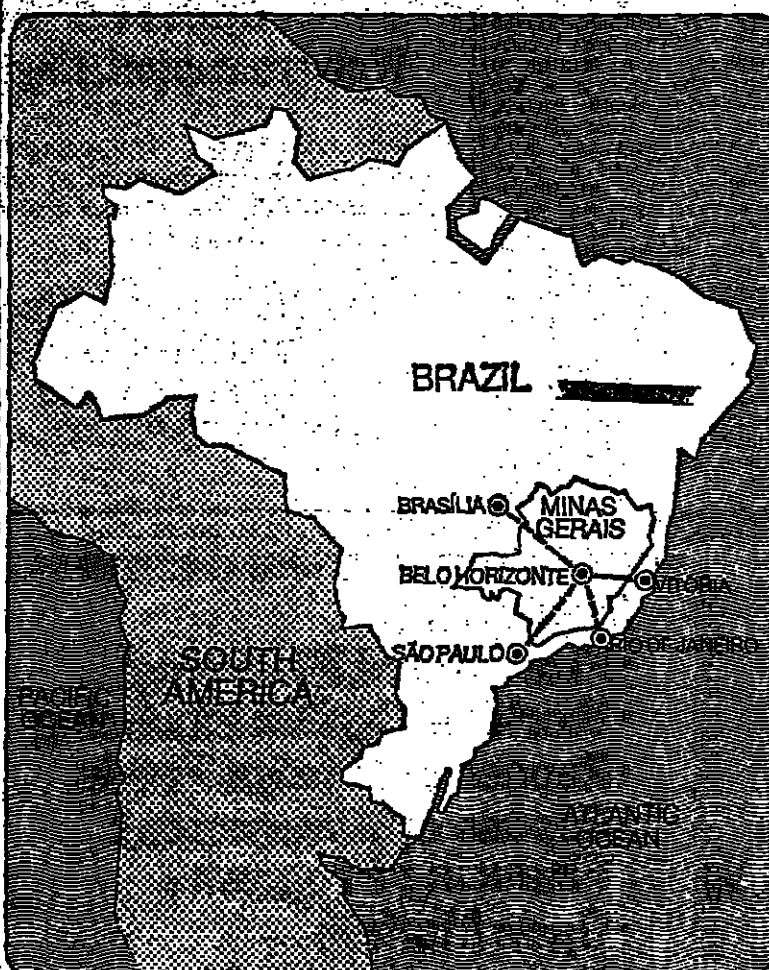 BRAZIL
BRASÍLIA
MINAS
GERAIS
BELO HORIZONTE
VITÓRIA
SÃO PAULO
RIO DE JANEIRO
SOUTH
AMERICA
PACIFIC
OCEAN
ATLANTIC
OCEAN